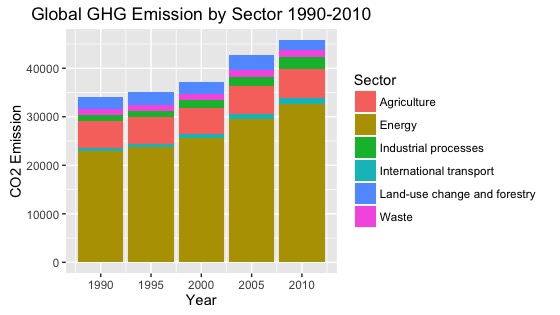 Global GHG Emission by Sector 1990-2010
CO2 Emission
40000
30000
20000
10000
0
1990 1995 2000 2005 2010
Year
Sector
Agriculture
Energy
Industrial processes
International transport
Land-use change and forestry
Waste